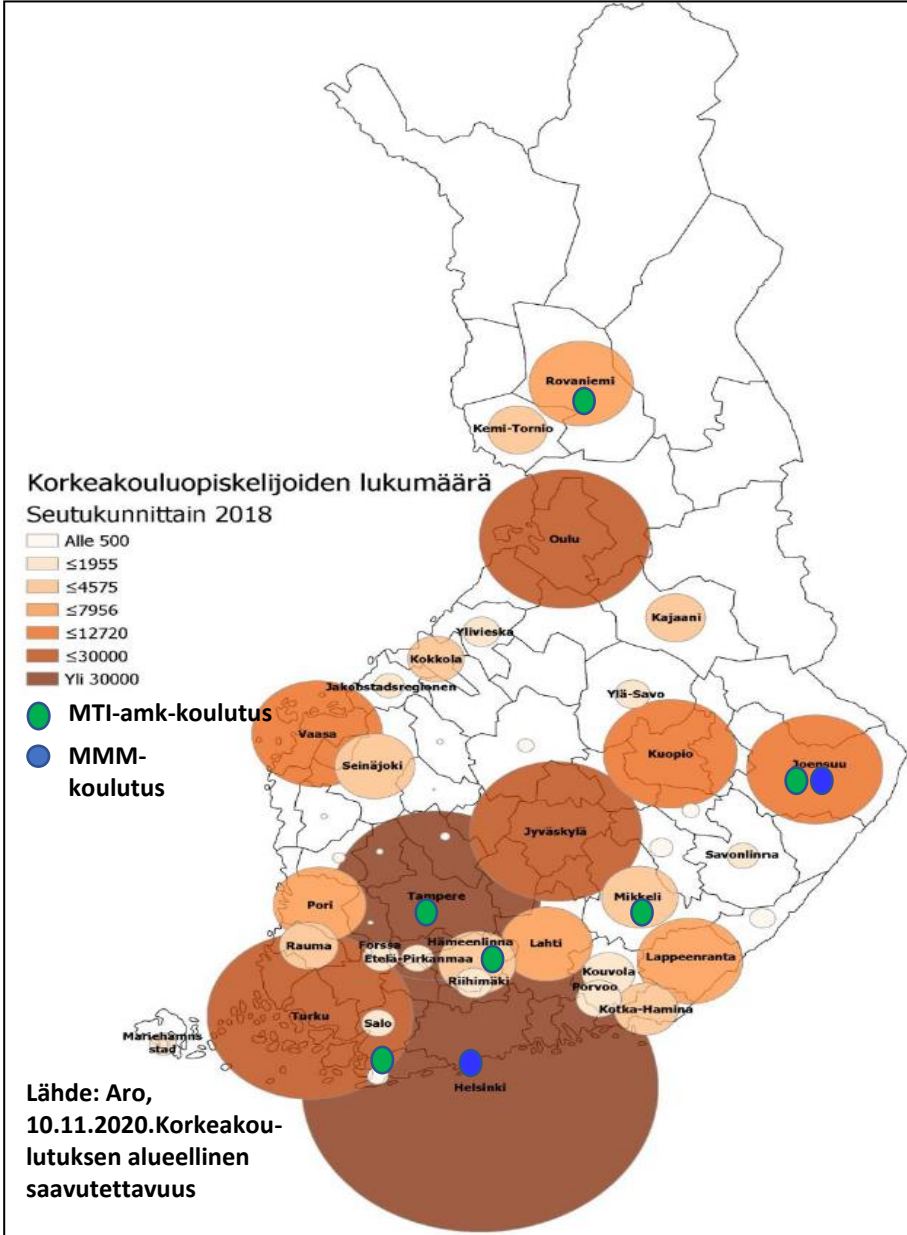 Rovaniemi
Kemi-Tornio
Korkeakouluopiskelijoiden lukumäärä
Seutukunnittain 2018
Alle 500
≤1955
≤4575
≤7956
≤12720
≤30000
Yli 30000
MTI-amk-koulutus
MMM-
koulutus
Oulu
Kajaani
Ylivieska
Kokkola
Jakobstadsregionen
Ylä-Savo
Vaasa
Seinäjoki
Kuopio
Joensuu
Jyväskylä
Savonlinna
Tampere
Mikkeli
Pori
Rauma
Forssa
Hämeenlinna
Etelä-Pirkanmaa
Lahti
Lappeenranta
Riihimäki
Kouvola
Porvoo
Kotka-Hamina
Turku
Salo
Mariehamns
stad
Helsinki
Lähde: Aro,
10.11.2020.Korkeakou-
lutuksen alueellinen
saavutettavuus